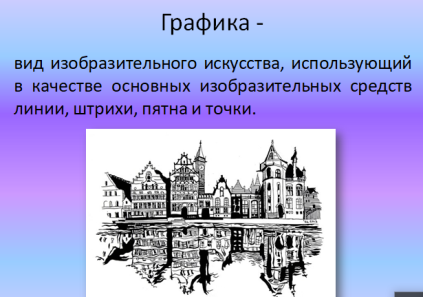 Графика -
вид изобразительного искусства, использующий
в качестве основных изобразительных средств
линии, штрихи, пятна и точки.